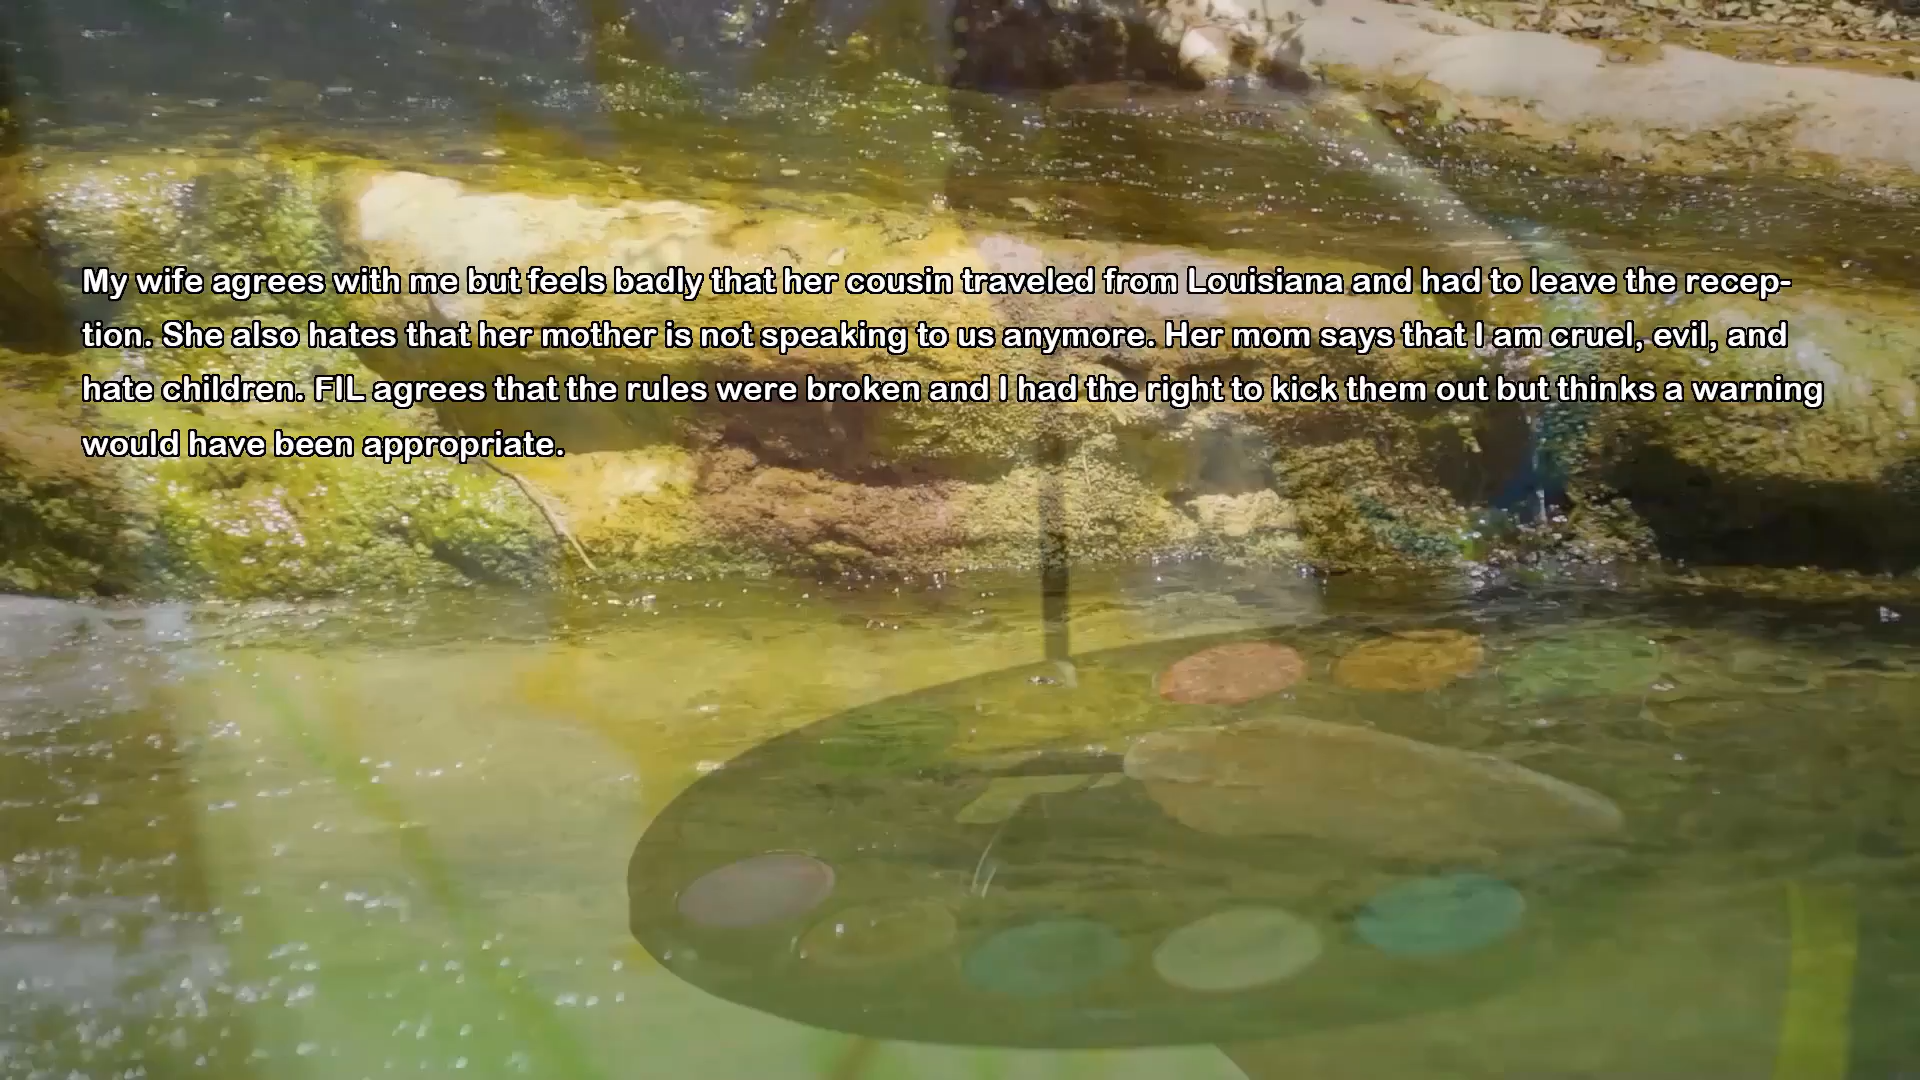 My wife agrees with me but feels badly that her cousin traveled from Louisiana and had to leave the recep-
tion. She also hates that her mother is not speaking to us anymore. Her mom says that I am cruel, evil, and
hate children. FIL agrees that the rules were broken and I had the right to kick them out but thinks a warning
would have been appropriate.